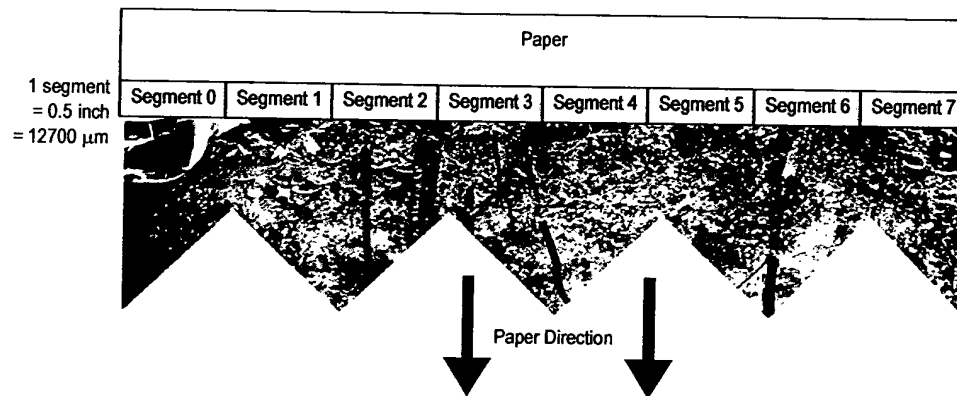 Paper
1 segment
= 0.5 inch
= 12700 µm
Segment 0 Segment 1 Segment 2 Segment 3 Segment 4 Segment 5 Segment 6 Segment 7
Paper Direction